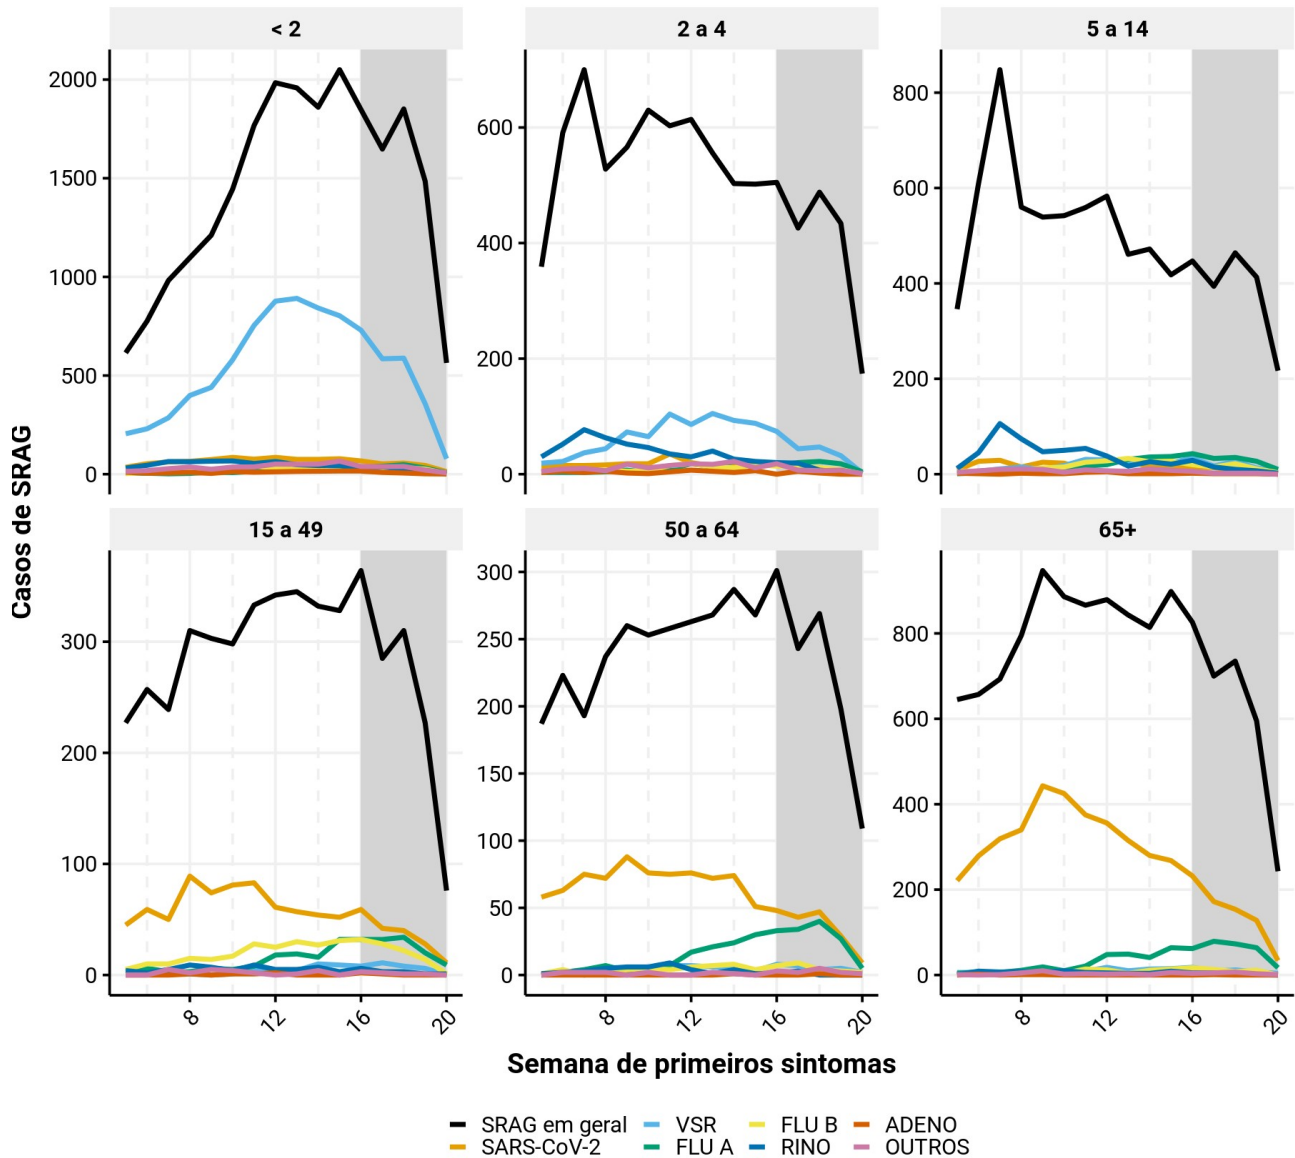 < 2
2 a 4
5 a 14
2000
1500
1000
500
0
600
400
200
0
800
600
400
200
0
Casos de SRAG
15 a 49
50 a 64
65+
300
200
100
0
300
250
200
150
100
50
0
800
600
400
200
0
8 12 16 20
8 12 16 20
8 12 16 20
Semana de primeiros sintomas
SRAG em geral VSR FLU B ADENO
SARS-CoV-2 FLU A RINO OUTROS